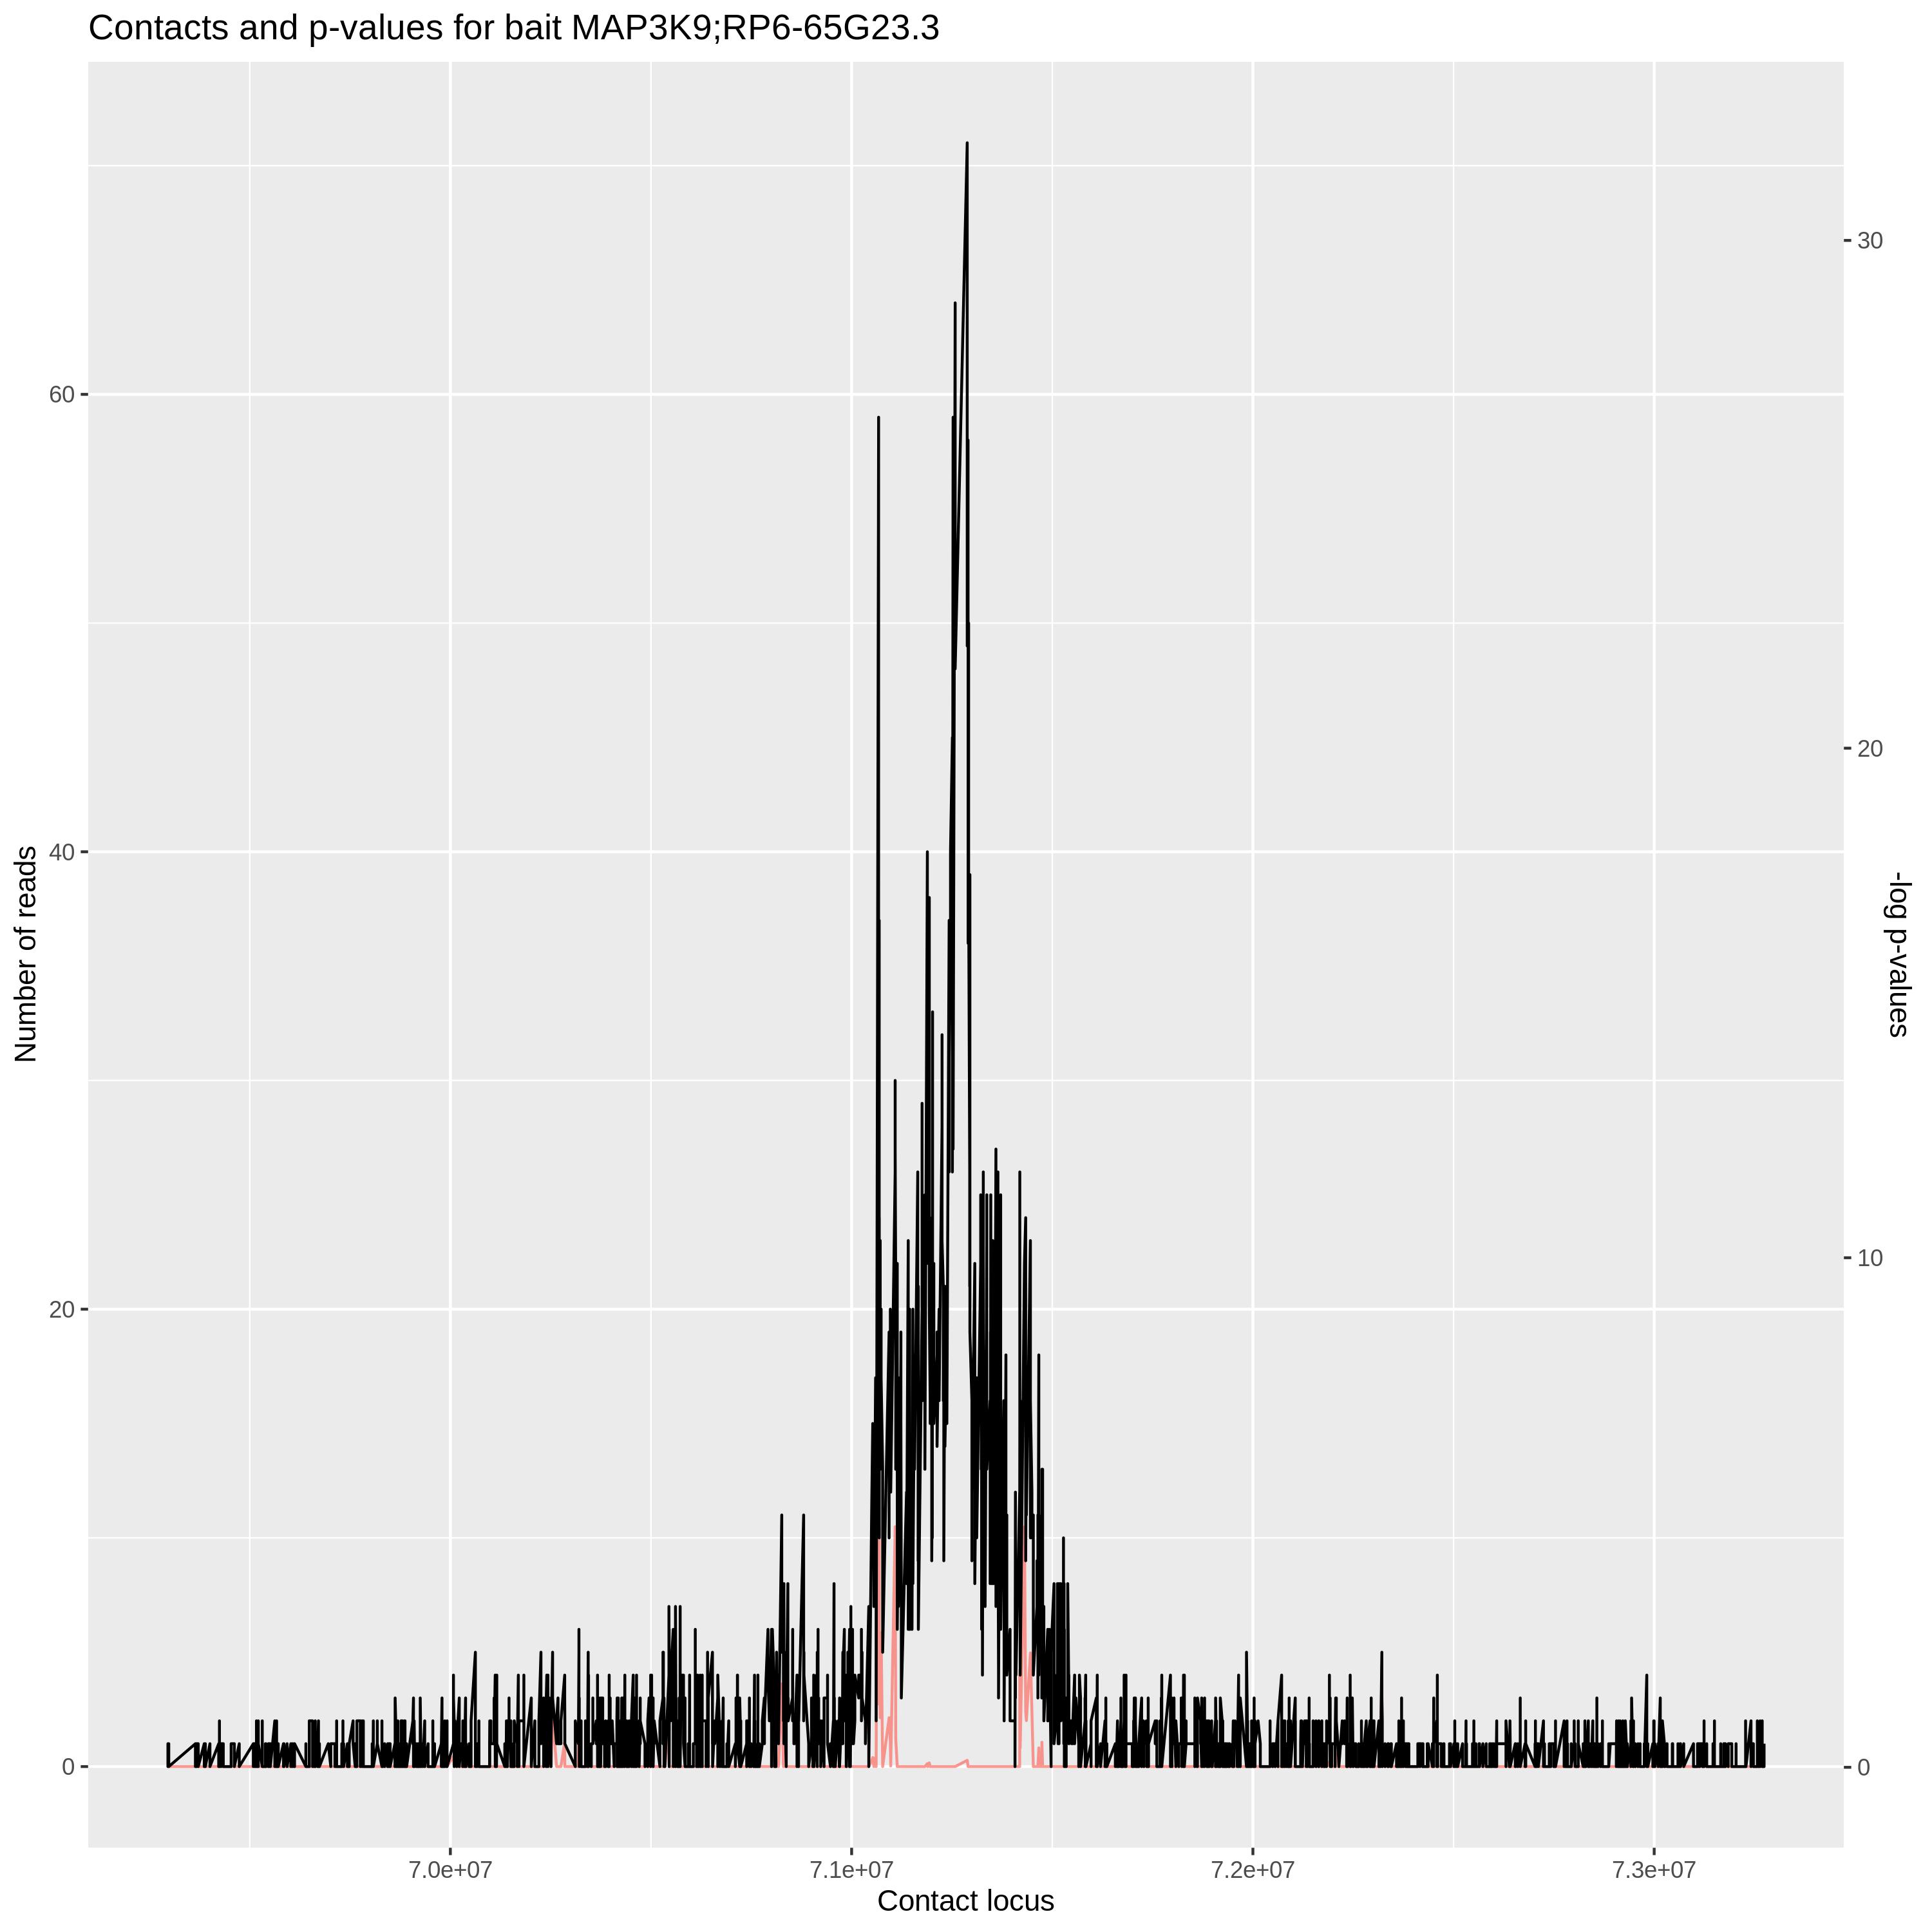 Contacts and p-values for bait MAP3K9;RP6-65G23.3
Number of reads
60
40
20
0
30
20
10
0
-log p-values
7.0e+07
7.1e+07
7.2e+07
7.3e+07
Contact locus